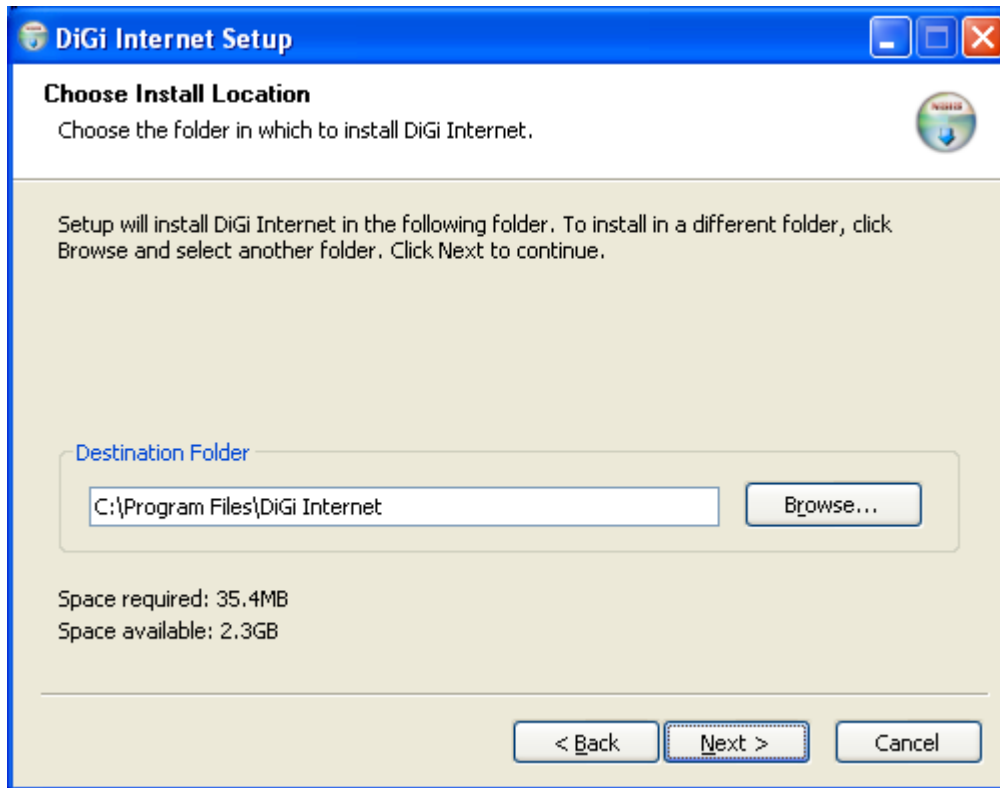 DiGi Internet Setup
Choose Install Location
Choose the folder in which to install DiGi Internet.
Setup will install DiGi Internet in the following folder. To install in a different folder, click
Browse and select another folder. Click Next to continue.
Destination Folder
C:\Program Files\DiGi Internet
Browse...
Space required: 35.4MB
Space available: 2.3GB
< Back
Next >
Cancel